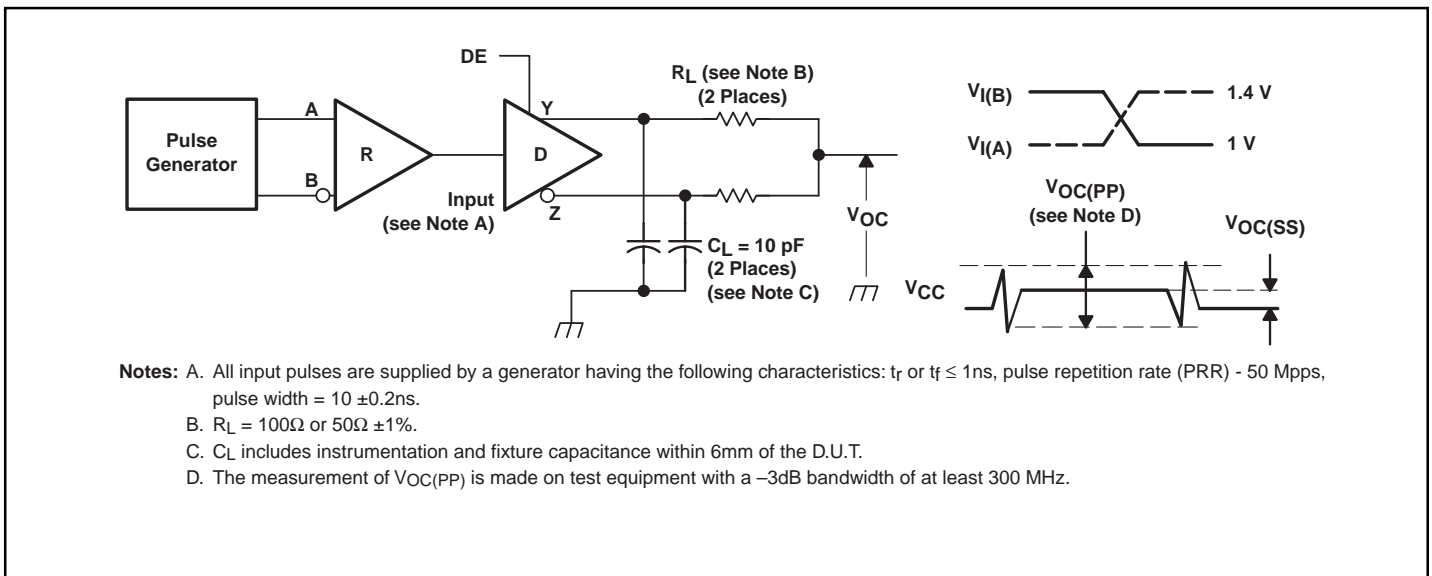 DE
RL (see Note B)
(2 Places)
Pulse
Generator
A
B
R
D
Y
Z
Input
(see Note A)
CL = 10 pF
(2 Places)
(see Note C)
VOC
VI(B)
1.4 V
VI(A)
1 V
VOC(PP)
(see Note D)
VOC(SS)
VCC
Notes: A. All input pulses are supplied by a generator having the following characteristics: tr or tf ≤ 1ns, pulse repetition rate (PRR) - 50 Mpps,
pulse width = 10 ±0.2ns.
B. RL = 100Ω or 50Ω ±1%.
C. CL includes instrumentation and fixture capacitance within 6mm of the D.U.T.
D. The measurement of VOC(PP) is made on test equipment with a –3dB bandwidth of at least 300 MHz.